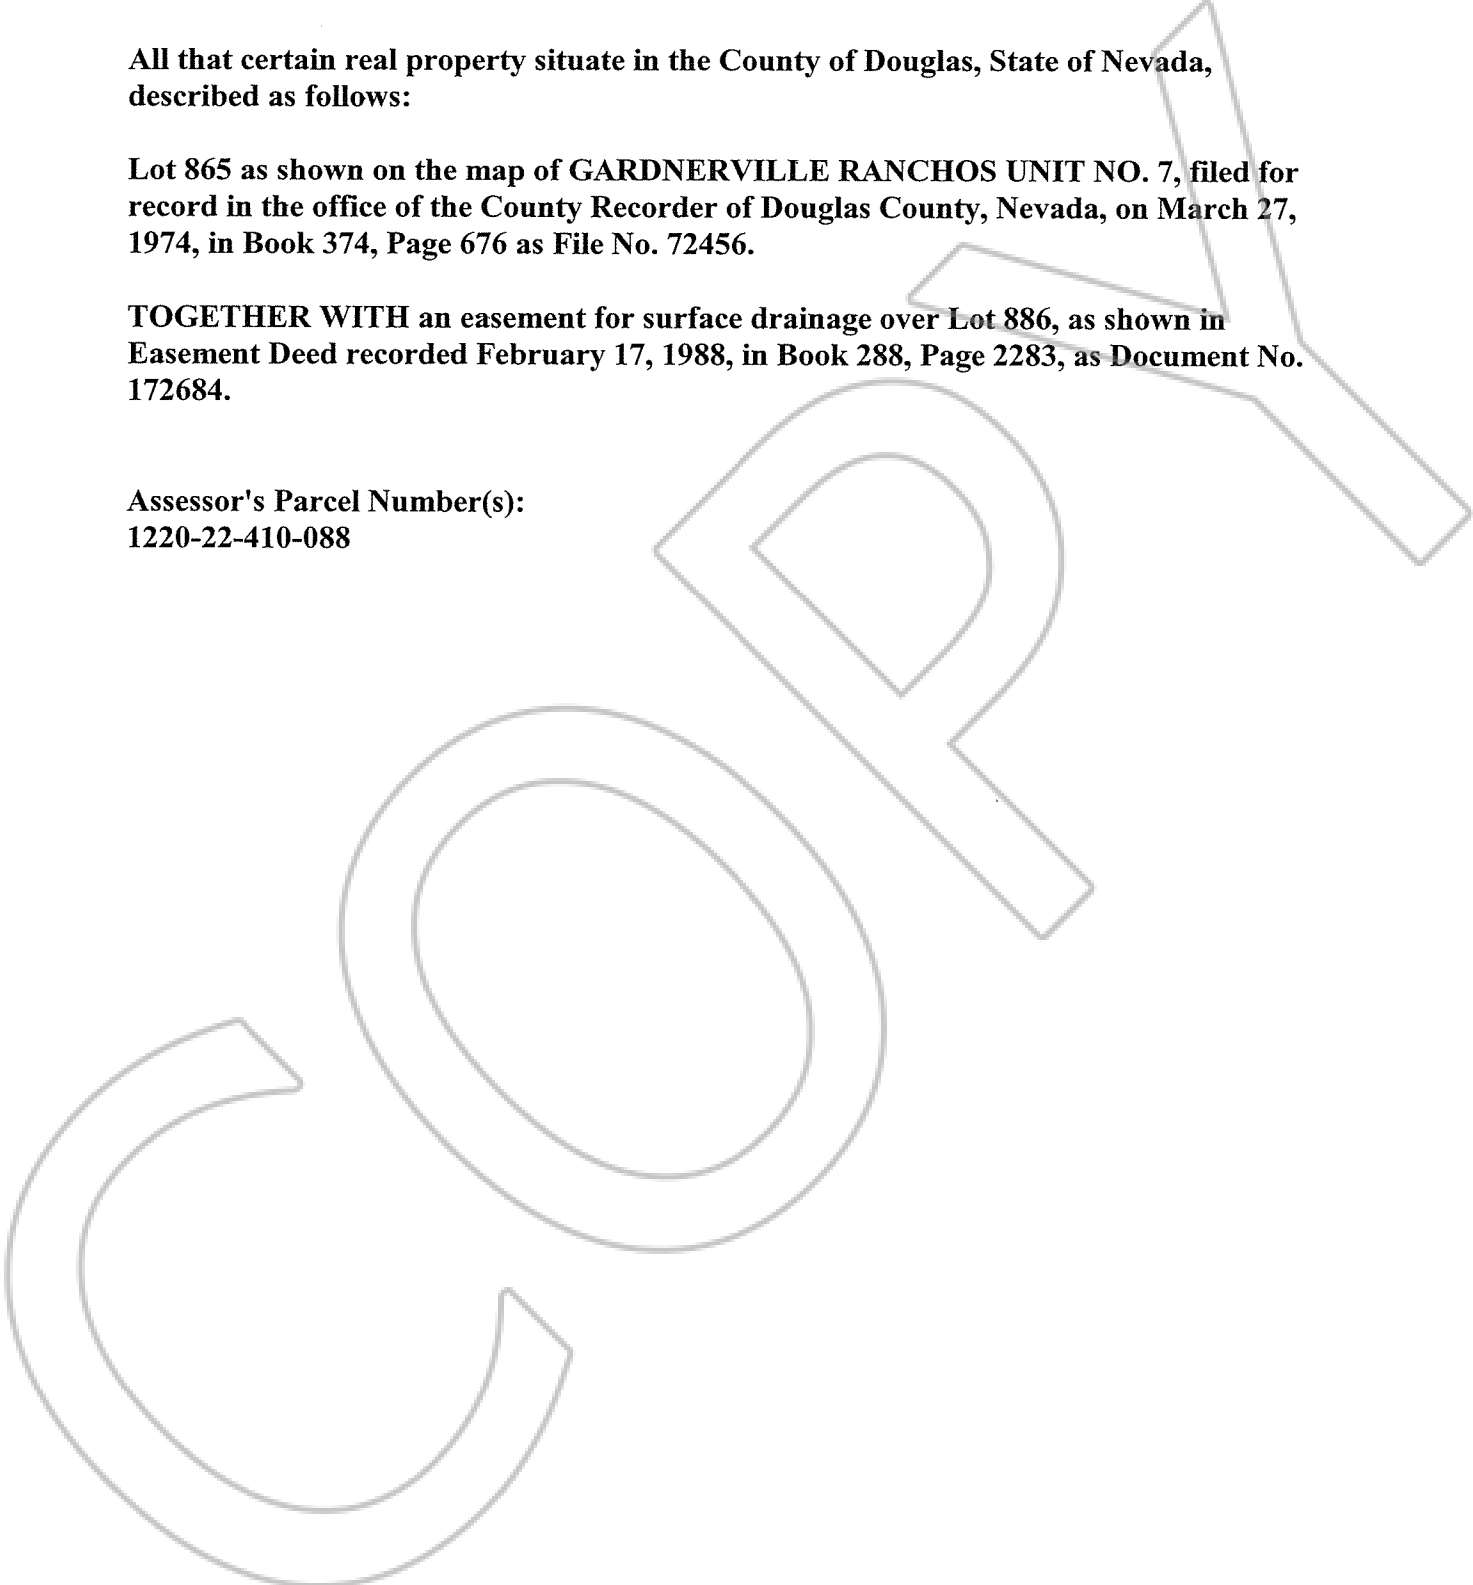 All that certain real property situate in the County of Douglas, State of Nevada,
described as follows:
Lot 865 as shown on the map of GARDNERVILLE RANCHOS UNIT NO. 7, filed for
record in the office of the County Recorder of Douglas County, Nevada, on March 27,
1974, in Book 374, Page 676 as File No. 72456.
TOGETHER WITH an easement for surface drainage over Lot 886, as shown in
Easement Deed recorded February 17, 1988, in Book 288, Page 2283, as Document No.
172684.
Assessor's Parcel Number(s):
1220-22-410-088
COPY